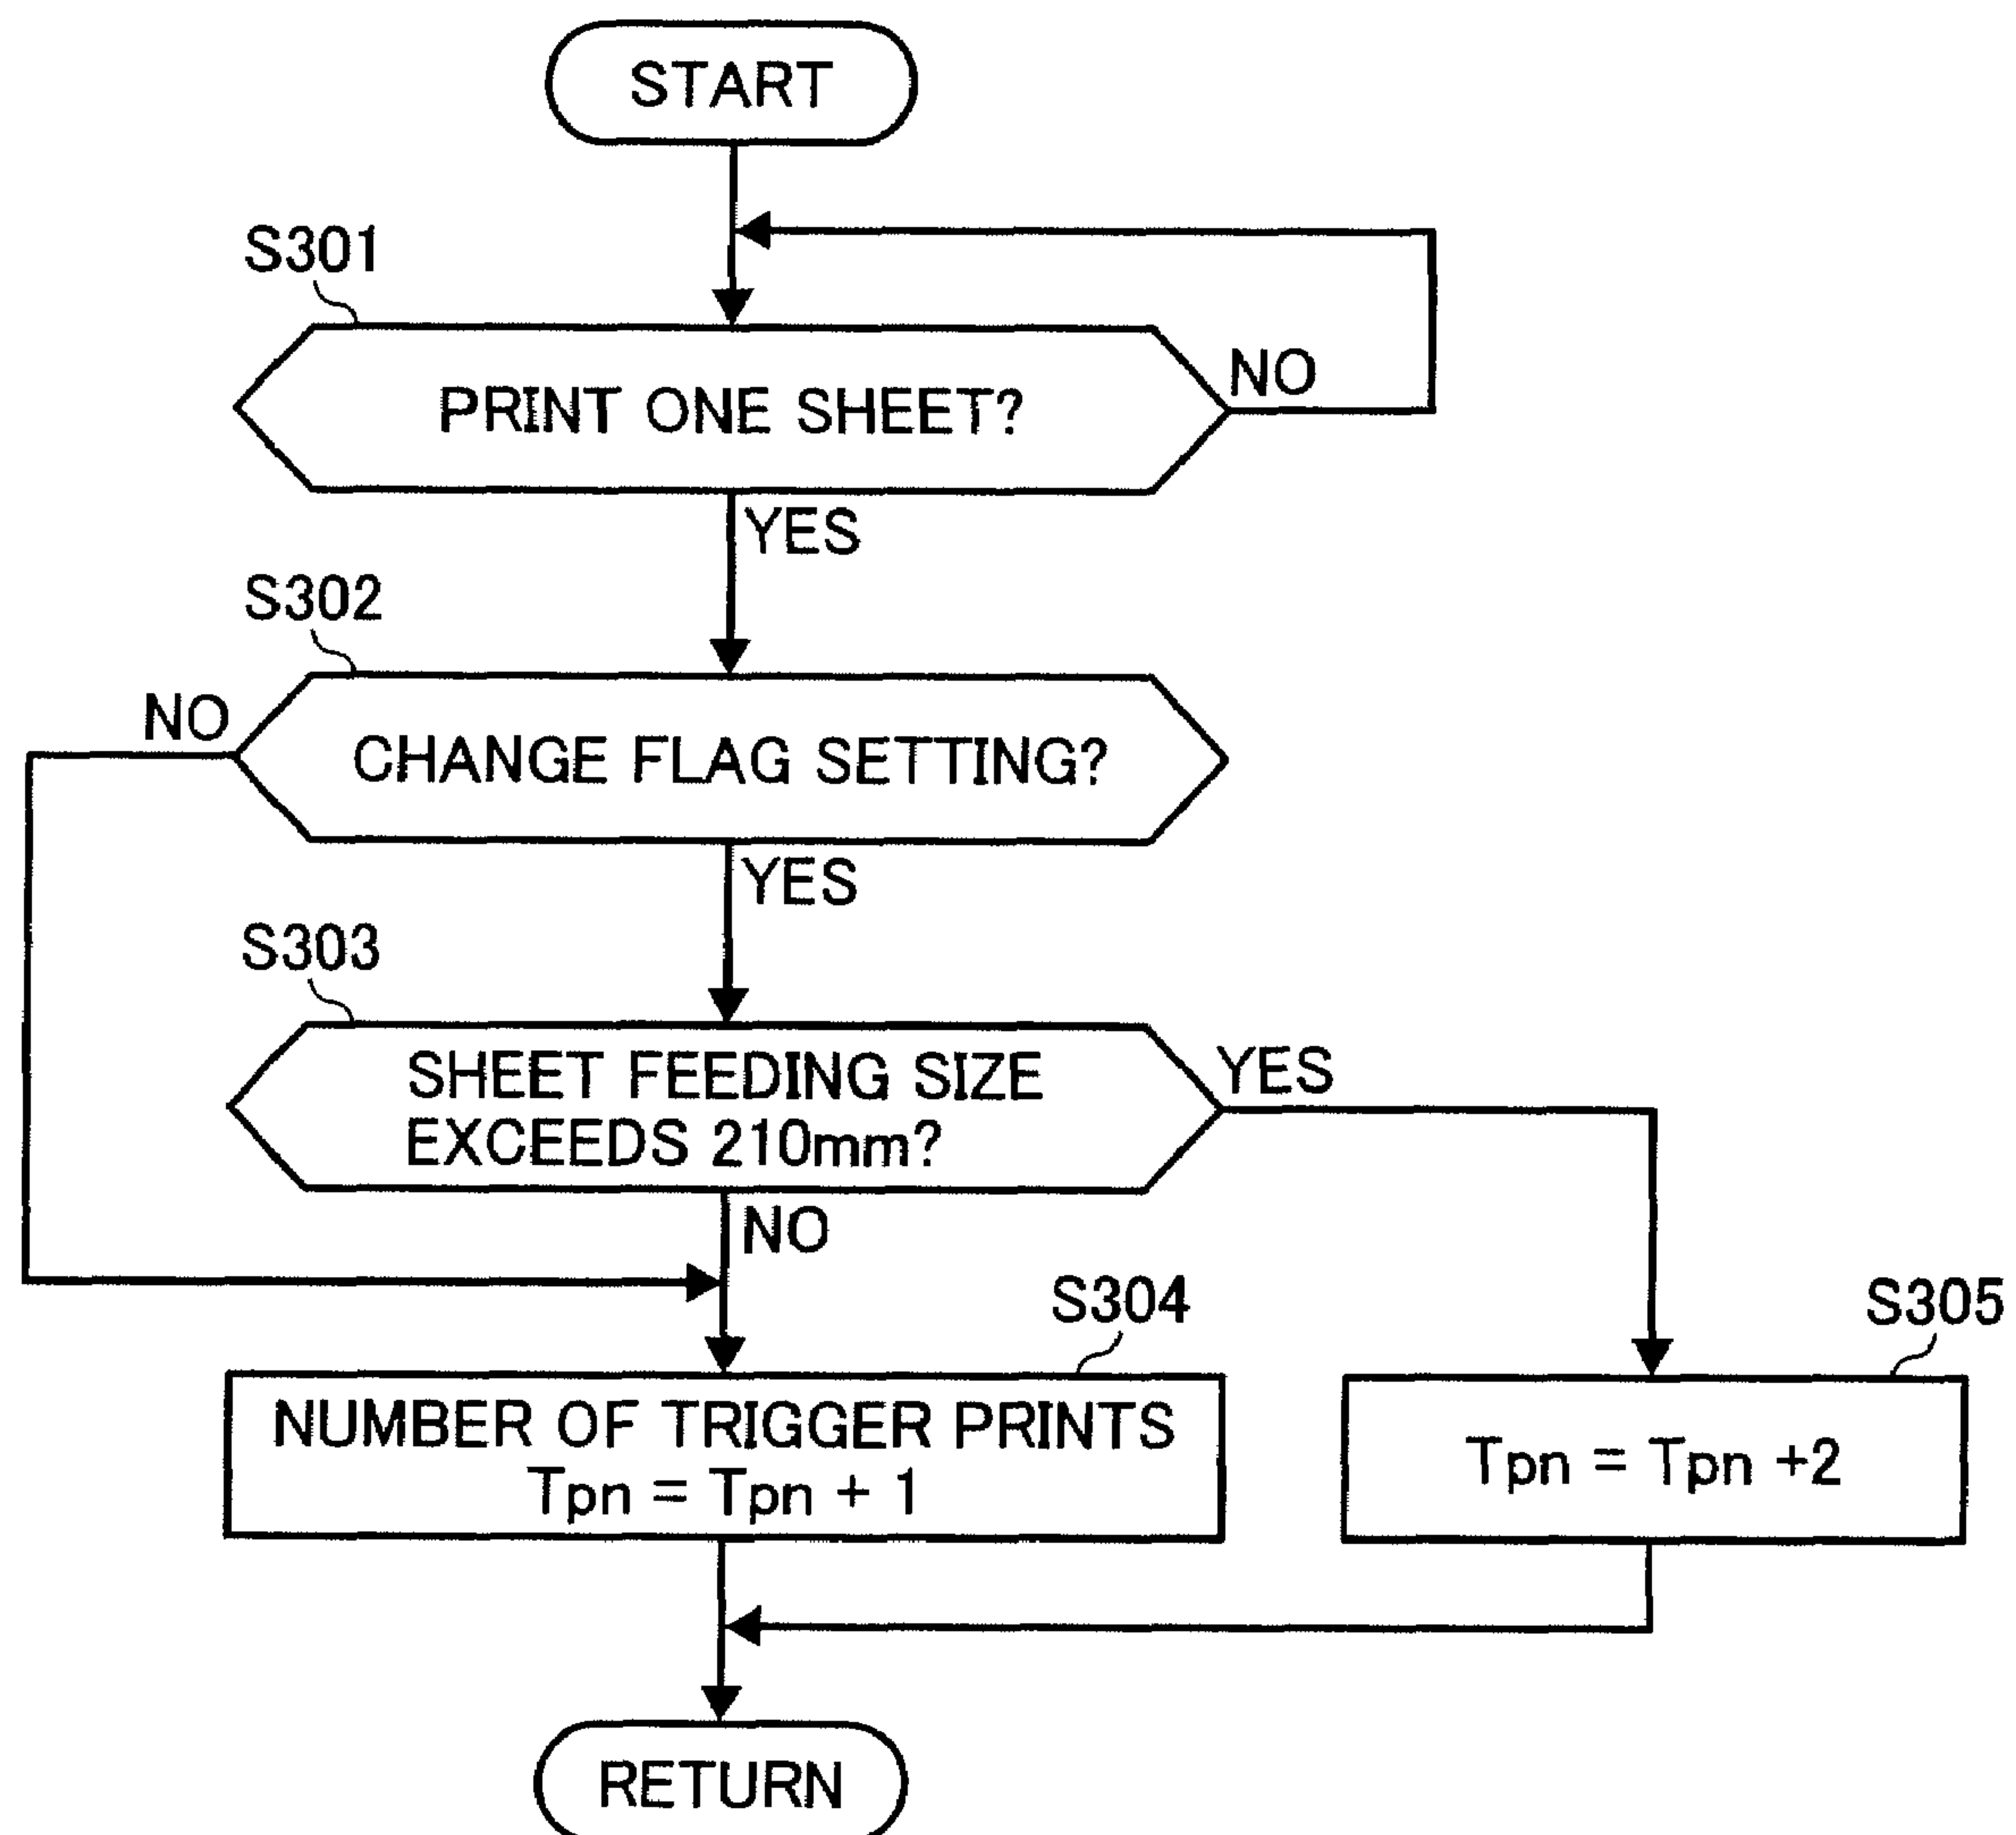 START
S301
PRINT ONE SHEET?
NO
YES
S302
NO
CHANGE FLAG SETTING?
YES
S303
SHEET FEEDING SIZE
EXCEEDS 210mm?
YES
NO
S304
NUMBER OF TRIGGER PRINTS
Tpn = Tpn + 1
S305
Tpn = Tpn +2
RETURN